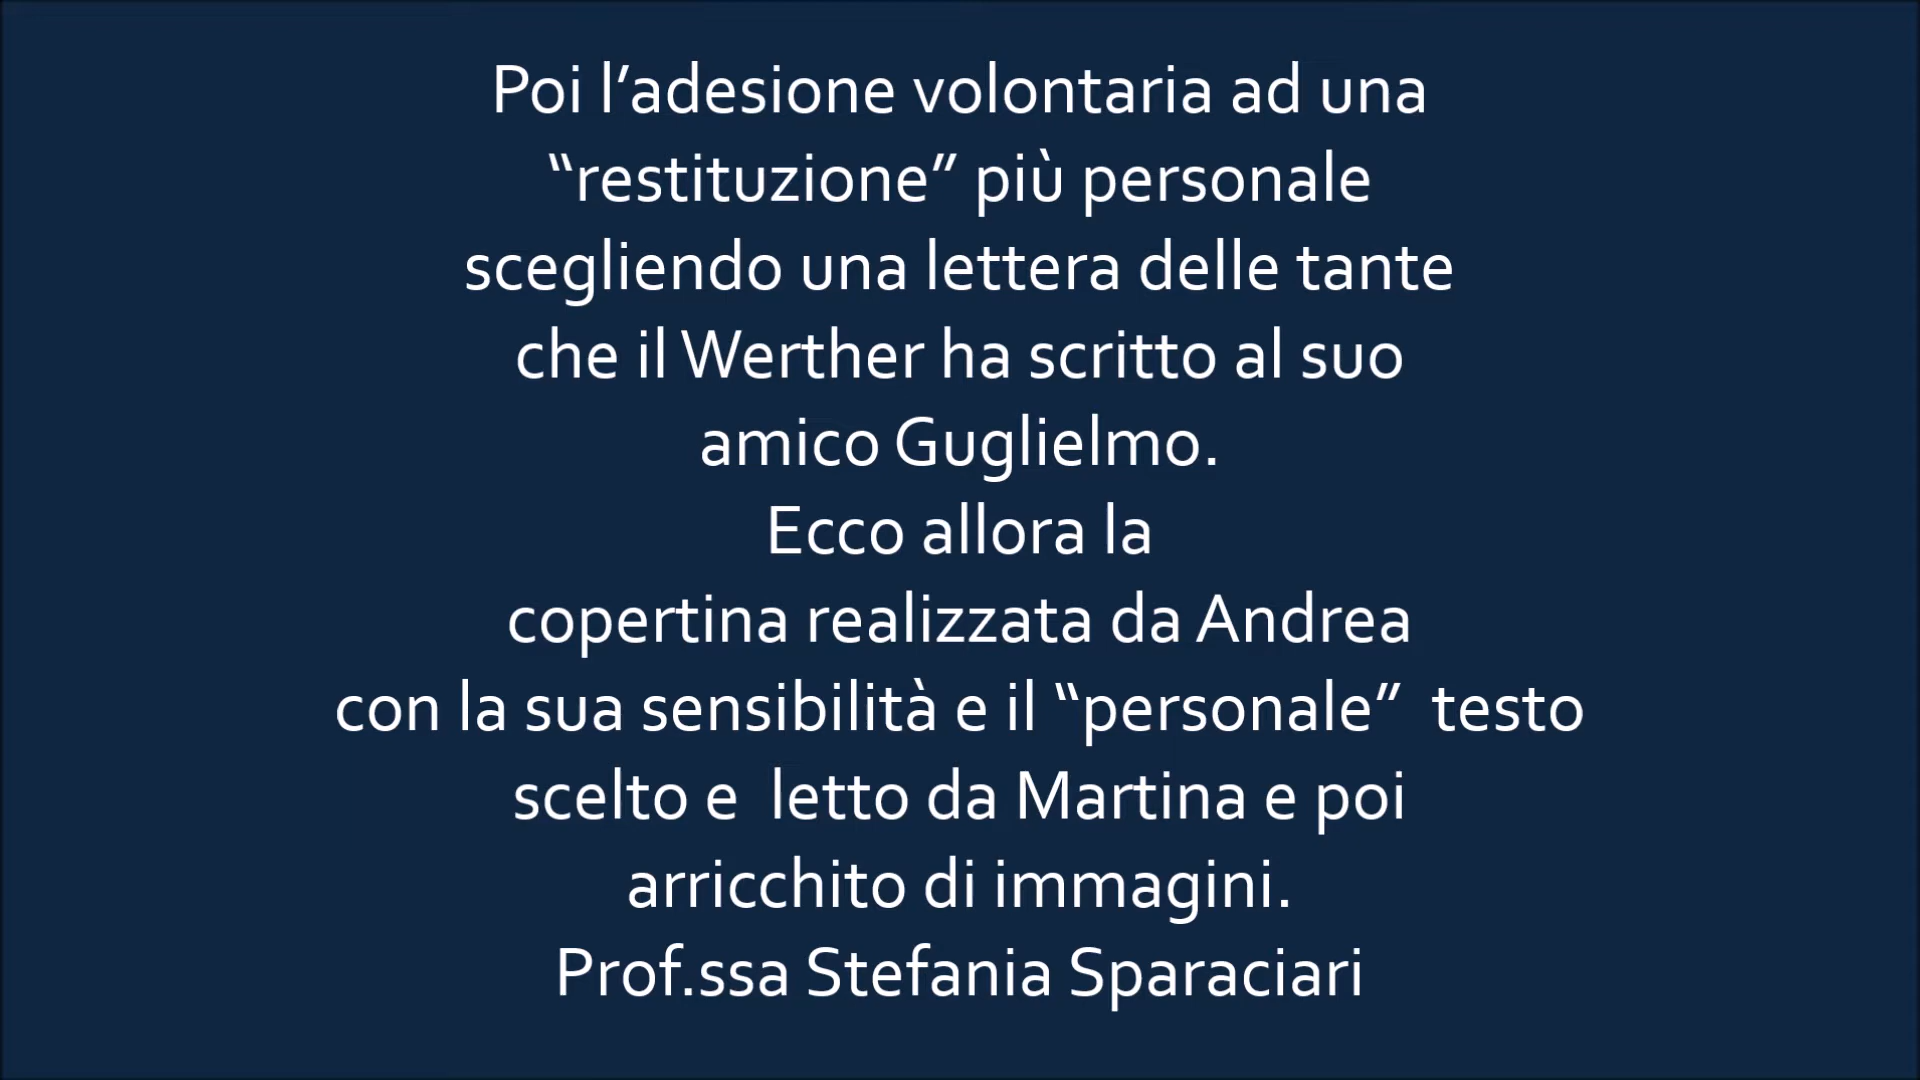 Poi l’adesione volontaria ad una
“restituzione” più personale
scegliendo una lettera delle tante
che il Werther ha scritto al suo
amico Guglielmo.
Ecco allora la
copertina realizzata da Andrea
con la sua sensibilità e il “personale”  testo
scelto e  letto da Martina e poi
arricchito di immagini.
Prof.ssa Stefania Sparaciari